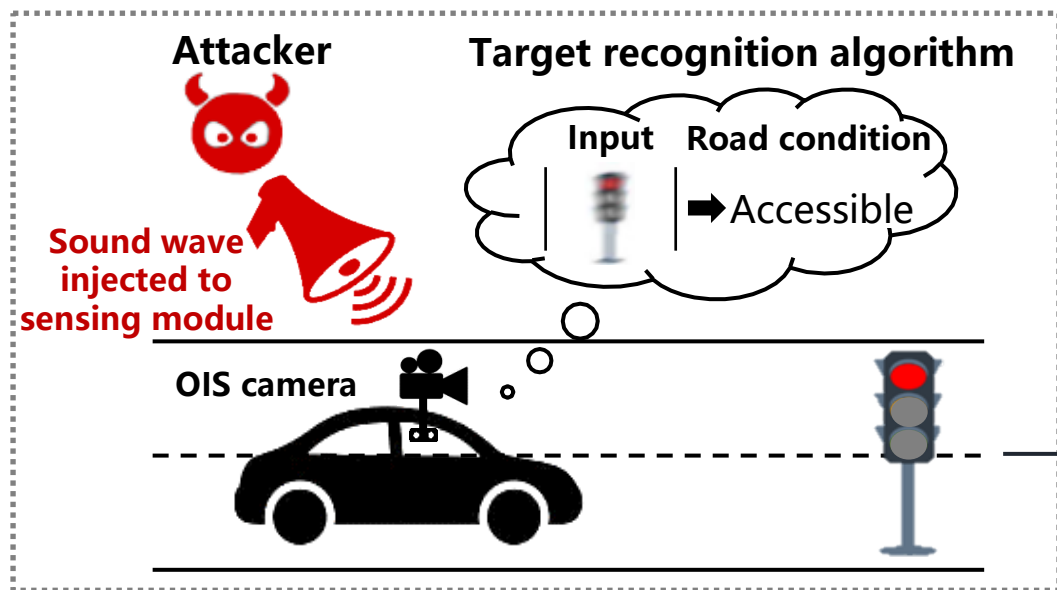 Attacker
Target recognition algorithm
Input
Road condition
Accessible
Sound wave
injected to
sensing module
OIS camera